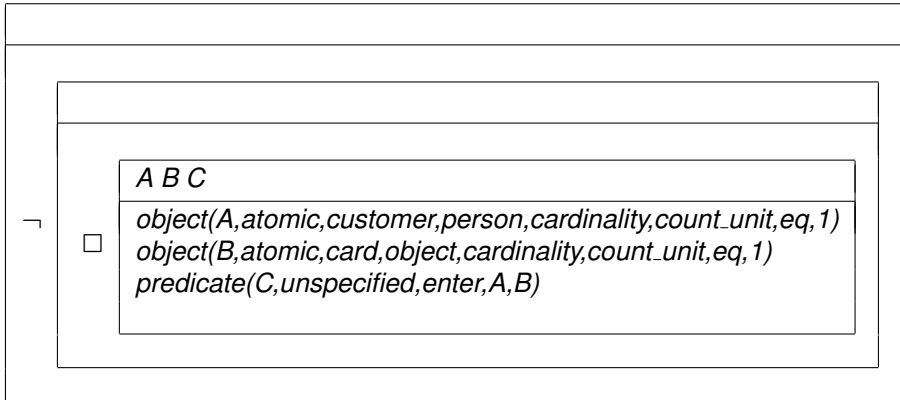 A B C
object(A,atomic,customer,person,cardinality,count_unit,eq,1)
¬
□
object(B,atomic,card,object,cardinality,count_unit,eq,1)
predicate(C,unspecified,enter,A,B)